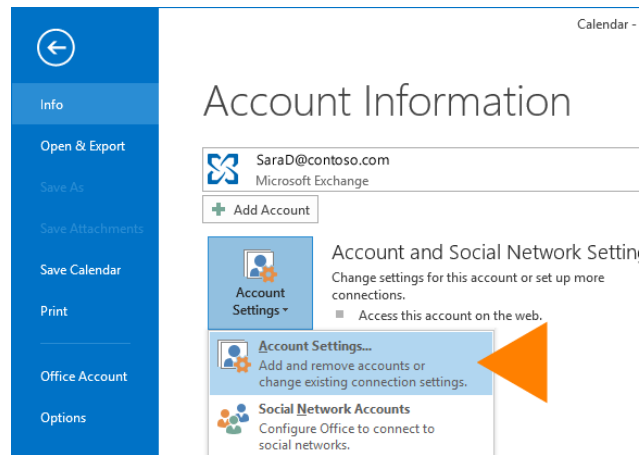 Calendar -
Info
Open & Export
Save As
Save Attachments
Save Calendar
Print
Office Account
Options
Account Information
SaraD@contoso.com
Microsoft Exchange
Add Account
Account
Settings
Account and Social Network Setting
Change settings for this account or set up more
connections.
Access this account on the web.
Account Settings...
Add and remove accounts or
change existing connection settings.
Social Network Accounts
Configure Office to connect to
social networks.